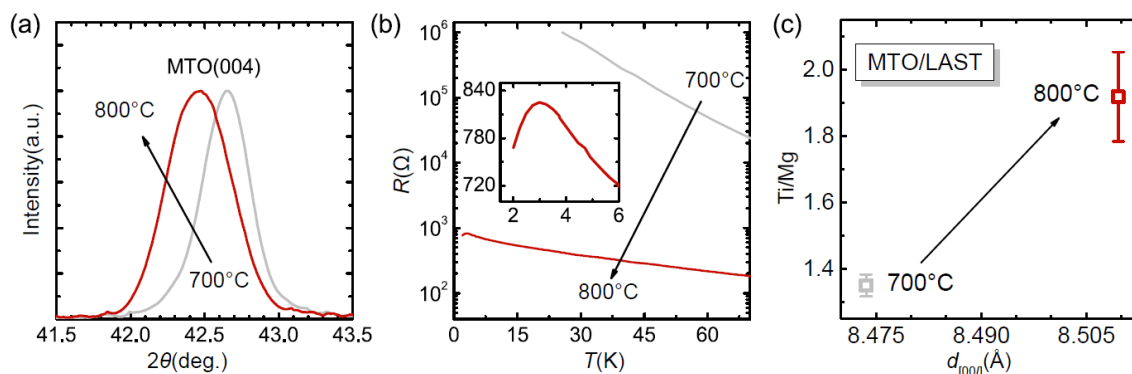 (a)
MTO(004)
800°C
700°C
Intensity(a.u.)
41.5 42.0 42.5 43.0 43.5
2θ(deg.)
(b)
10⁶
10⁵
10⁴
10³
10²
R(Ω)
700°C
840
780
720
2 4 6
800°C
0 15 30 45 60
T(K)
(c)
MTO/LAST
2.0
1.8
1.6
1.4
Ti/Mg
800°C
700°C
8.475 8.490 8.505